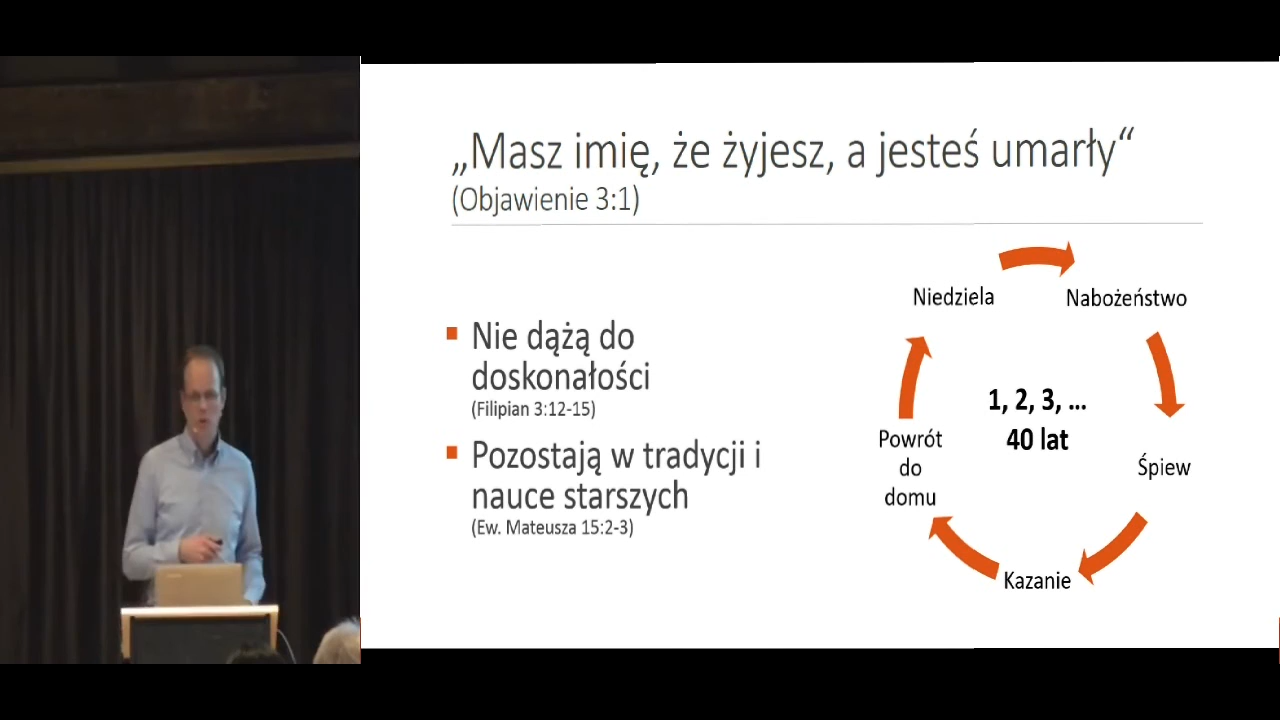 „Masz imię, że żyjesz, a jesteś umarły“
(Objawienie 3:1)
Nie dążą do
doskonałości
(Filipian 3:12-15)
Pozostają w tradycji i
nauce starszych
(Ew. Mateusza 15:2-3)
Niedziela
Nabożeństwo
Śpiew
Kazanie
Powrót
do
domu
1, 2, 3, ...
40 lat